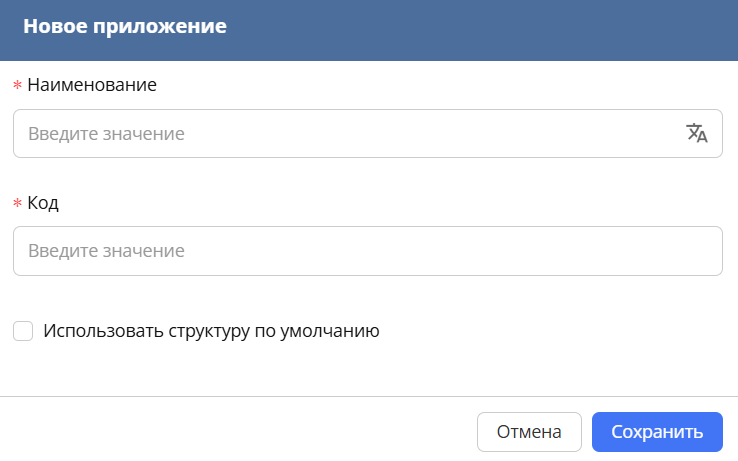 Новое приложение
* Наименование
Введите значение
* Код
Введите значение
Использовать структуру по умолчанию
Отмена Сохранить